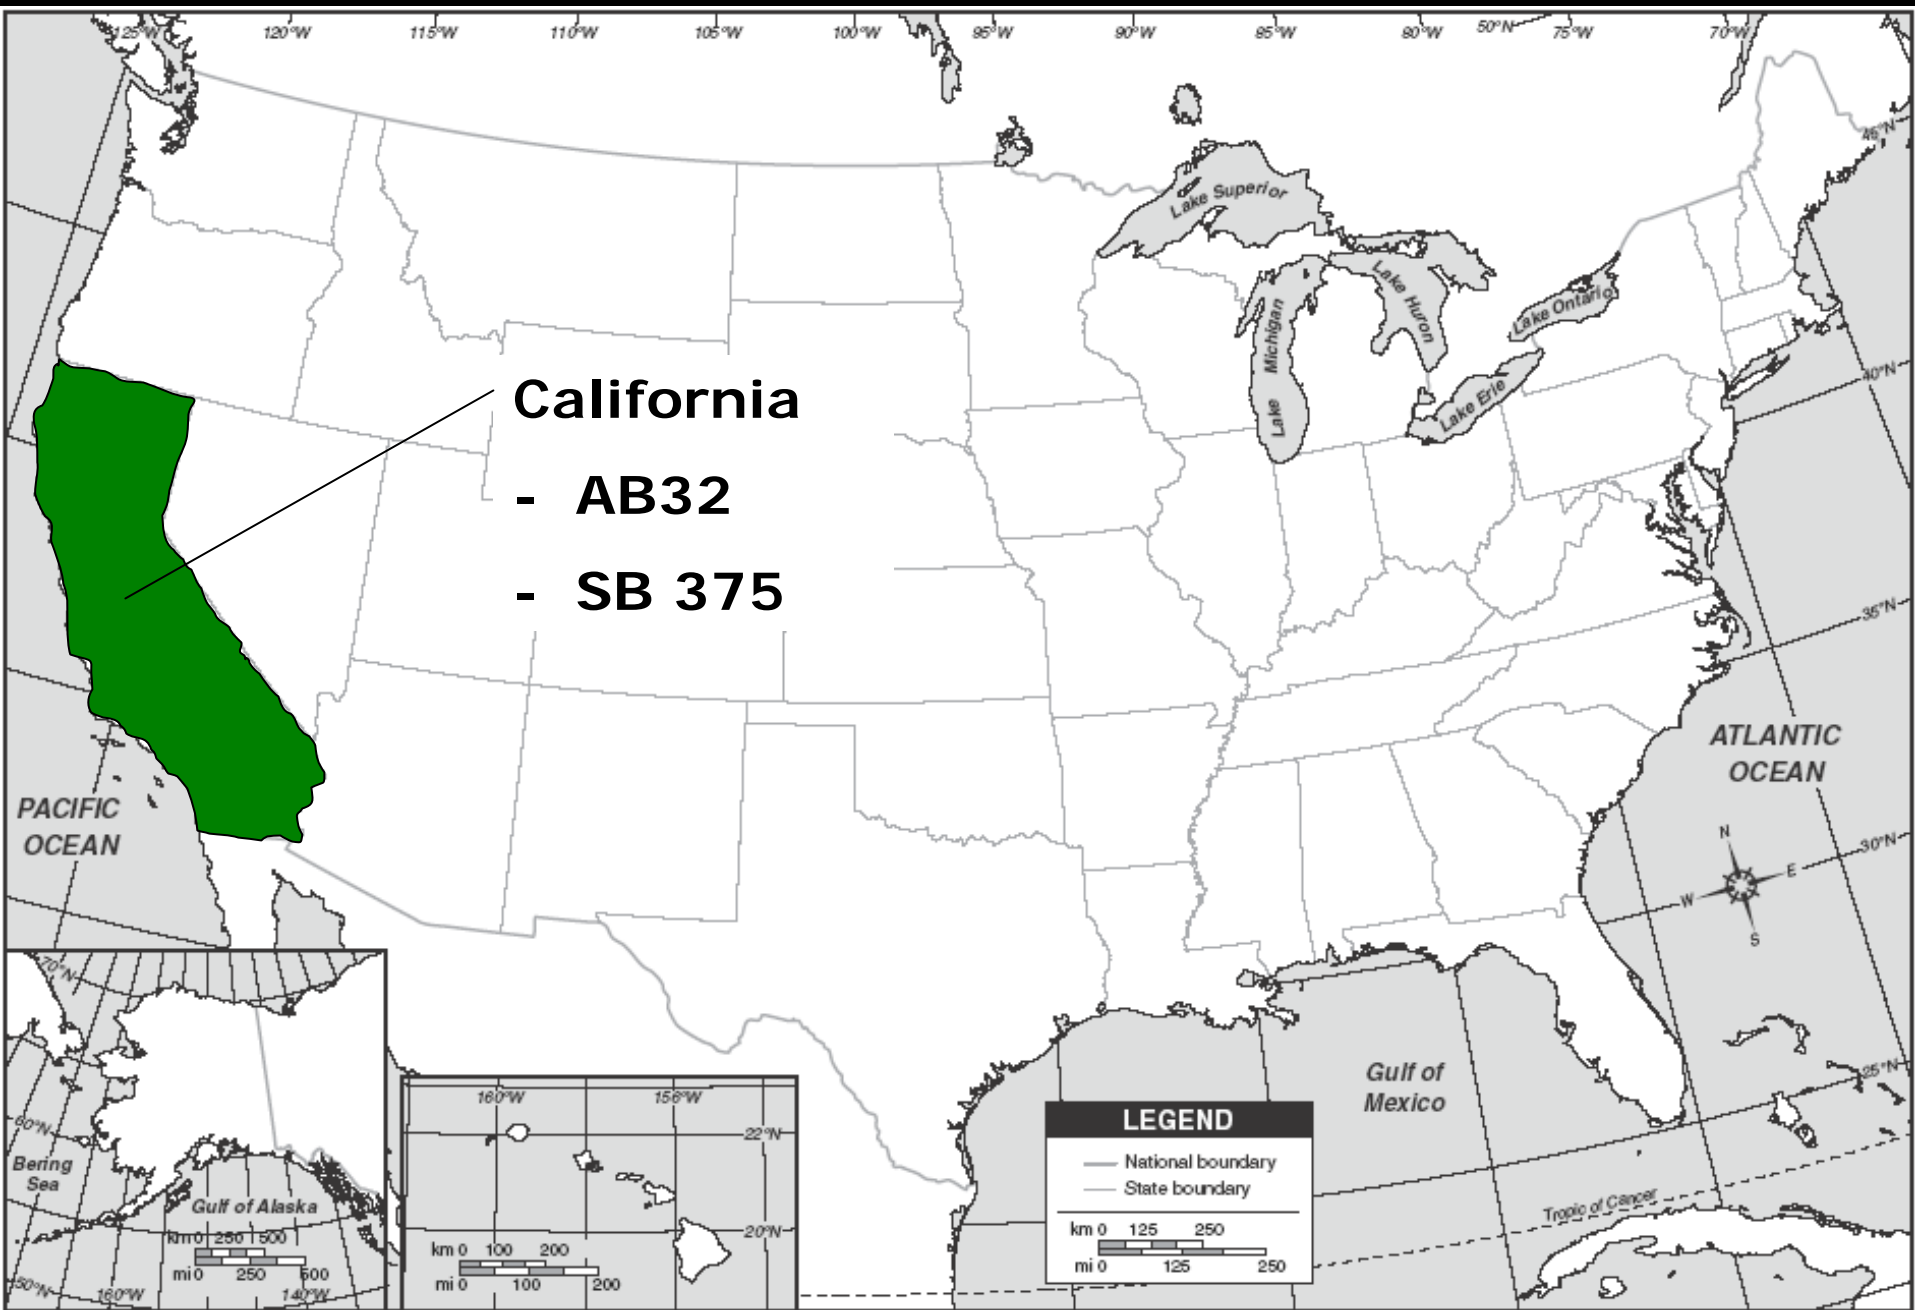 125°W 120°W 115°W 110°W 105°W 100°W 95°W 90°W 85°W 80°W 50°N 75°W 70°W
45°N
Lake Superior
Lake Huron
Lake Ontario
Lake Michigan
Lake Erie
40°N
California
- AB32
- SB 375
35°N
ATLANTIC
OCEAN
PACIFIC
OCEAN
N
E
W
S
30°N
70°N
60°N
Bering
Sea
Gulf of Alaska
km 0 250 500
mi 0 250 500
50°N 160°W 140°W
160°W 156°W
22°N
20°N
km 0 100 200
mi 0 100 200
Gulf of
Mexico
25°N
LEGEND
National boundary
State boundary
km 0 125 250
mi 0 125 250
Tropic of Cancer